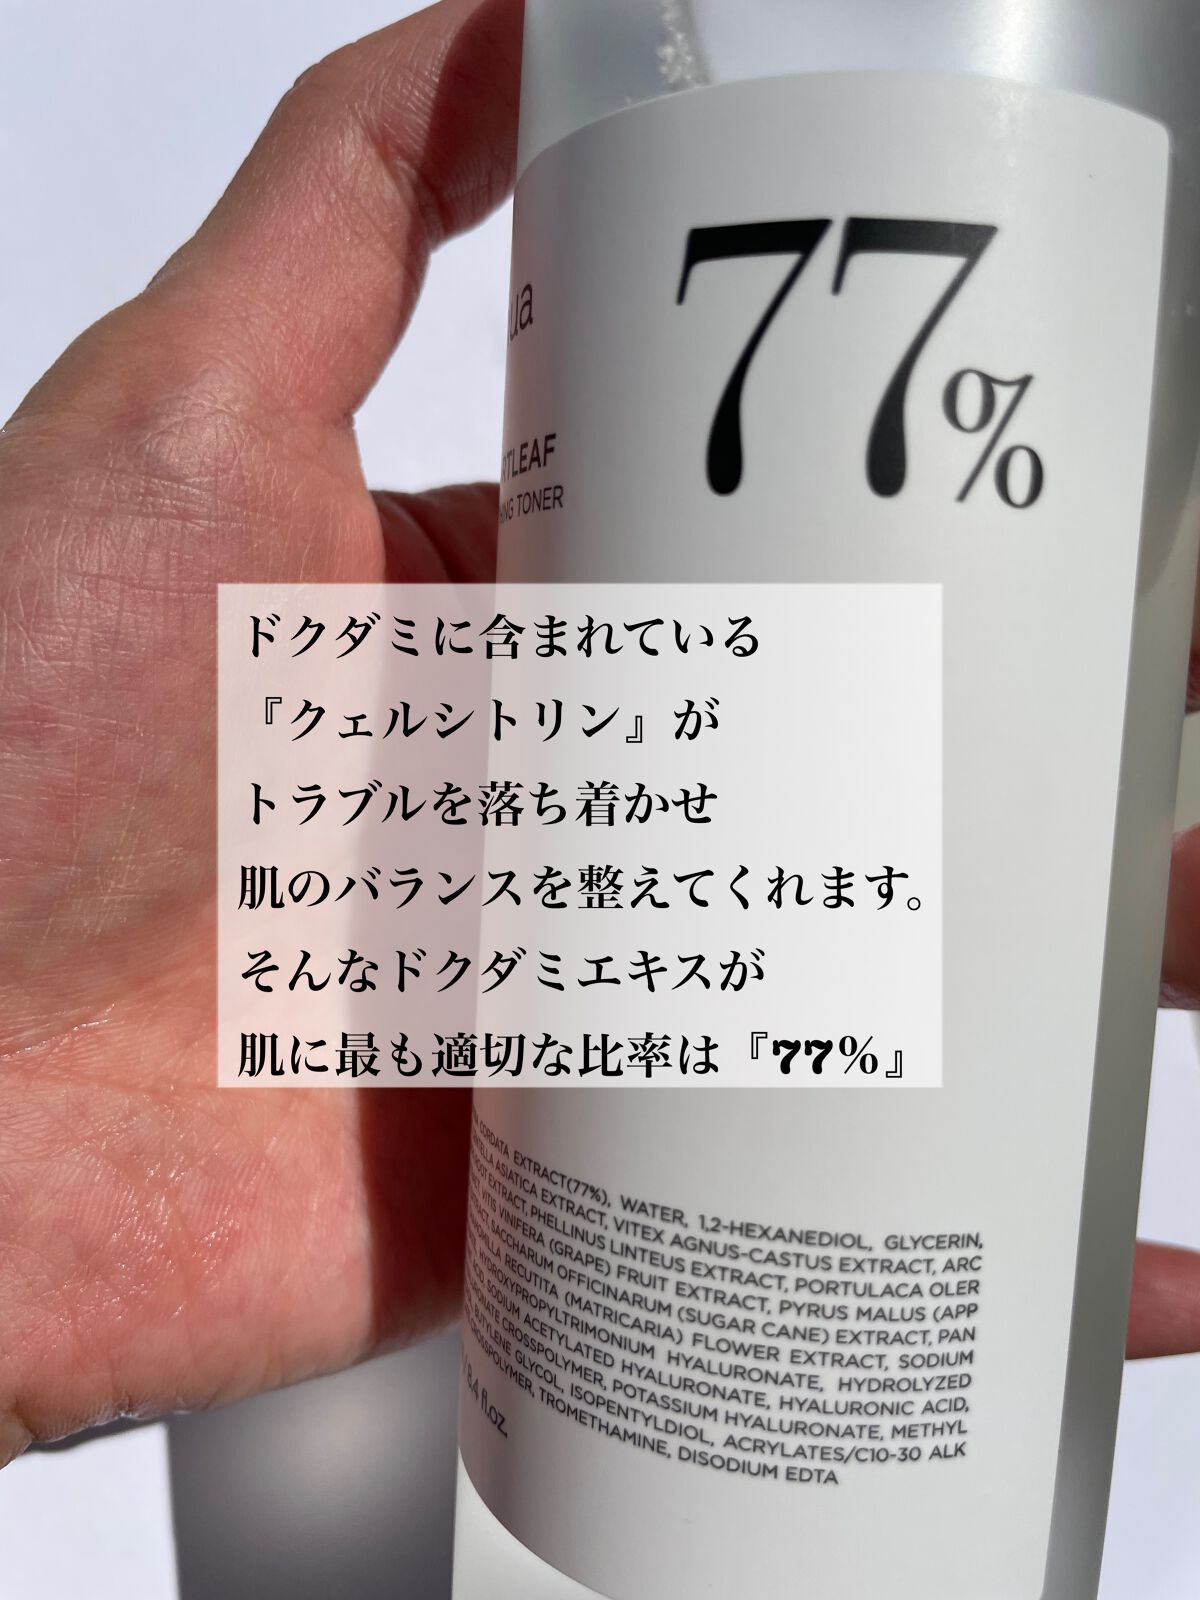 77%
ua
RTLEAF
HING TONER
ドクダミに含まれている
『クェルシトリン』が
トラブルを落ち着かせ
肌のバランスを整えてくれます。
そんなドクダミエキスが
肌に最も適切な比率は『77%』
CORDATA EXTRACT(77%), WATER, 1,2-HEXANEDIOL, GLYCERIN,
CENTELLA ASIATICA EXTRACT, VITEX AGNUS-CASTUS EXTRACT, ARC
ROOT EXTRACT, PHELLINUS LINTEUS EXTRACT, PORTULACA OLER
VITIS VINIFERA (GRAPE) FRUIT EXTRACT, PYRUS MALUS (APP
SACCHARUM OFFICINARUM (SUGAR CANE) EXTRACT, PAN
RECUTITA (MATRICARIA) FLOWER EXTRACT, SODIUM
HYDROXYPROPYLTRIMONIUM HYALURONATE, HYDROLYZED
ACID, SODIUM ACETYLATED HYALURONATE, HYALURONIC ACID,
CROSSPOLYMER, POTASSIUM HYALURONATE, METHYL
BUTYLENE GLYCOL, ISOPENTYLDIOL, ACRYLATES/C10-30 ALK
CROSSPOLYMER, TROMETHAMINE, DISODIUM EDTA
/ 8.4 fl.oz.